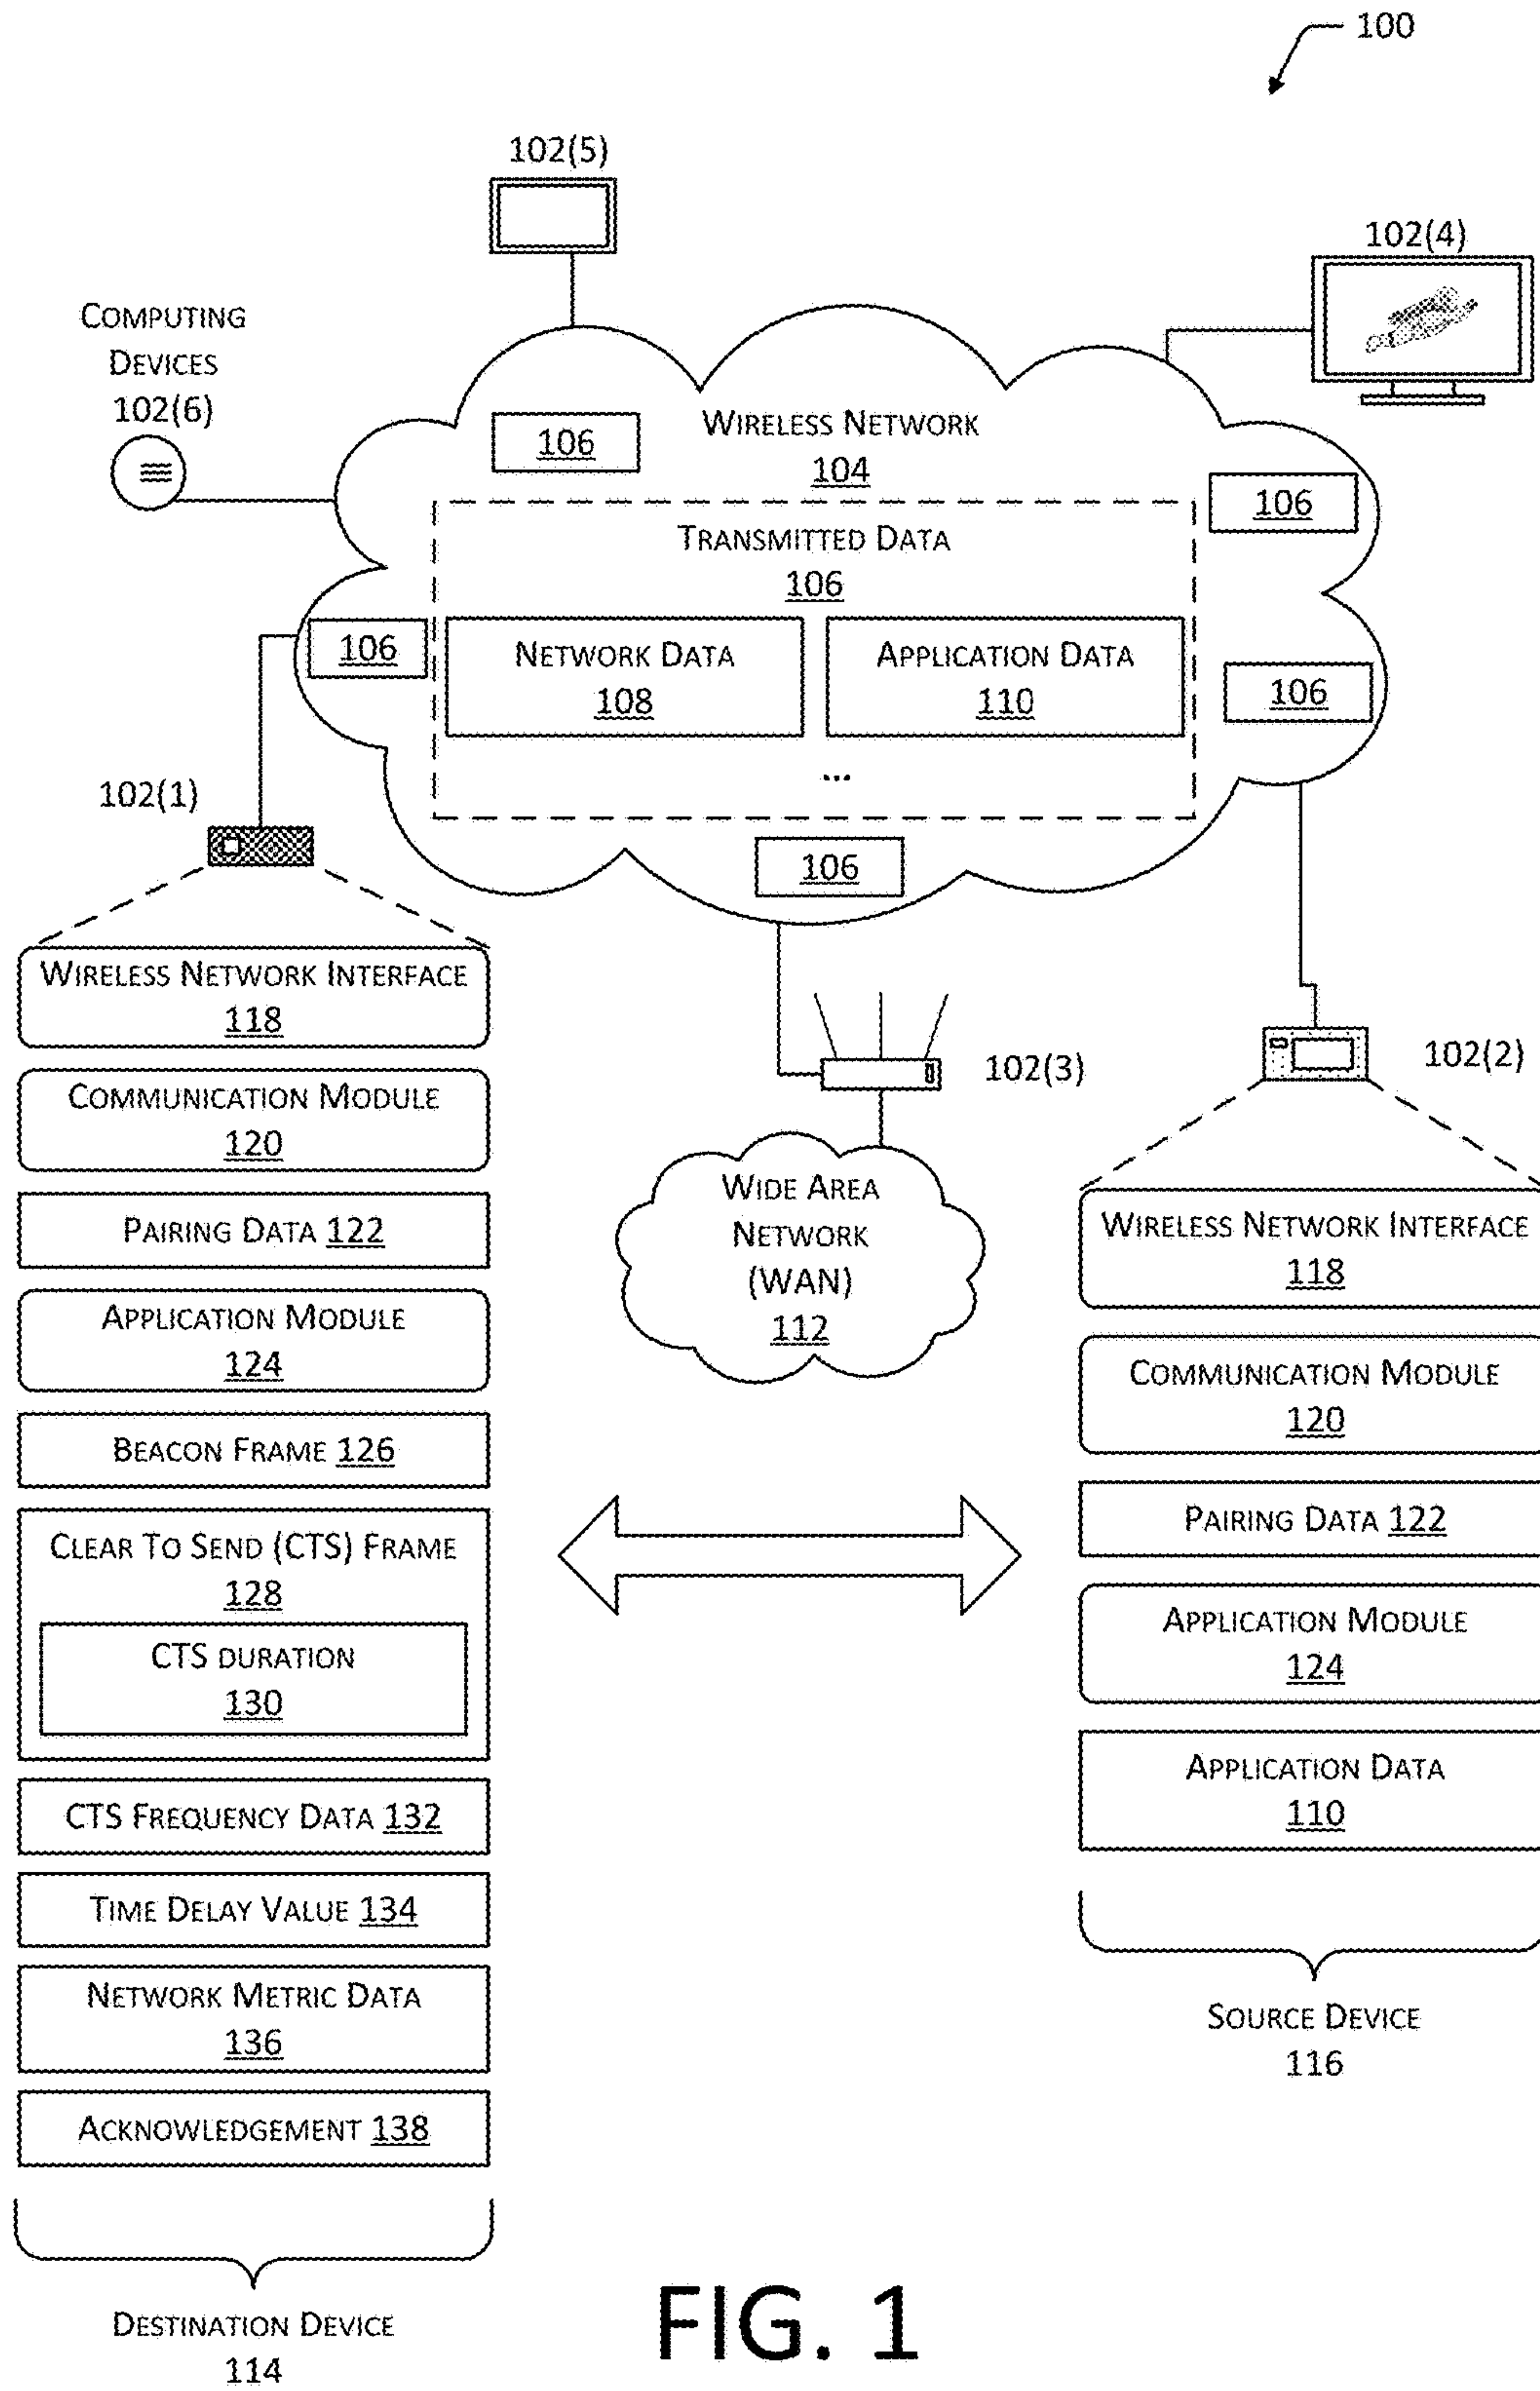 100
102(5)
102(4)
COMPUTING
DEVICES
102(6)
WIRELESS NETWORK
104
106
106
TRANSMITTED DATA
106
106
NETWORK DATA
108
APPLICATION DATA
110
106
...
106
102(1)
WIRELESS NETWORK INTERFACE
118
COMMUNICATION MODULE
120
PAIRING DATA 122
APPLICATION MODULE
124
BEACON FRAME 126
CLEAR TO SEND (CTS) FRAME
128
CTS DURATION
130
CTS FREQUENCY DATA 132
TIME DELAY VALUE 134
NETWORK METRIC DATA
136
ACKNOWLEDGEMENT 138
DESTINATION DEVICE
114
102(3)
WIDE AREA
NETWORK
(WAN)
112
102(2)
WIRELESS NETWORK INTERFACE
118
COMMUNICATION MODULE
120
PAIRING DATA 122
APPLICATION MODULE
124
APPLICATION DATA
110
SOURCE DEVICE
116
FIG. 1